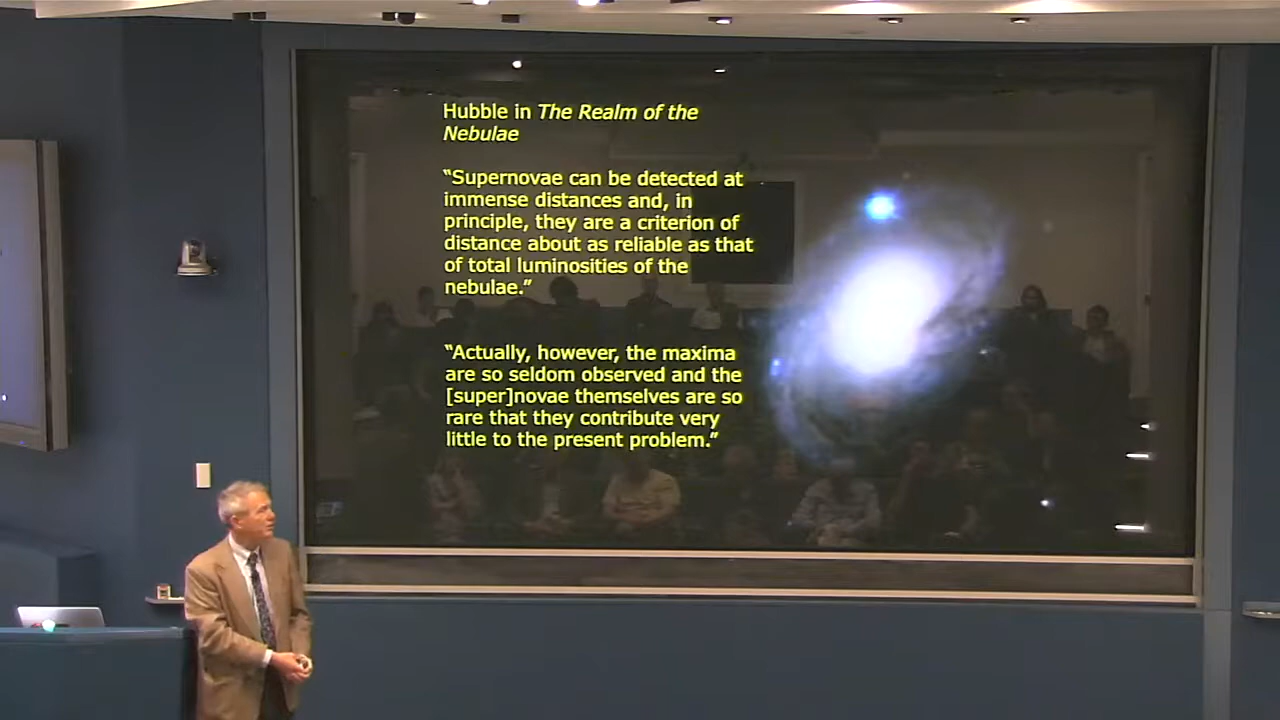 Hubble in The Realm of the
Nebulae
“Supernovae can be detected at
immense distances and, in
principle, they are a criterion of
distance about as reliable as that
of total luminosities of the
nebulae.”
“Actually, however, the maxima
are so seldom observed and the
[super]novae themselves are so
rare that they contribute very
little to the present problem.”